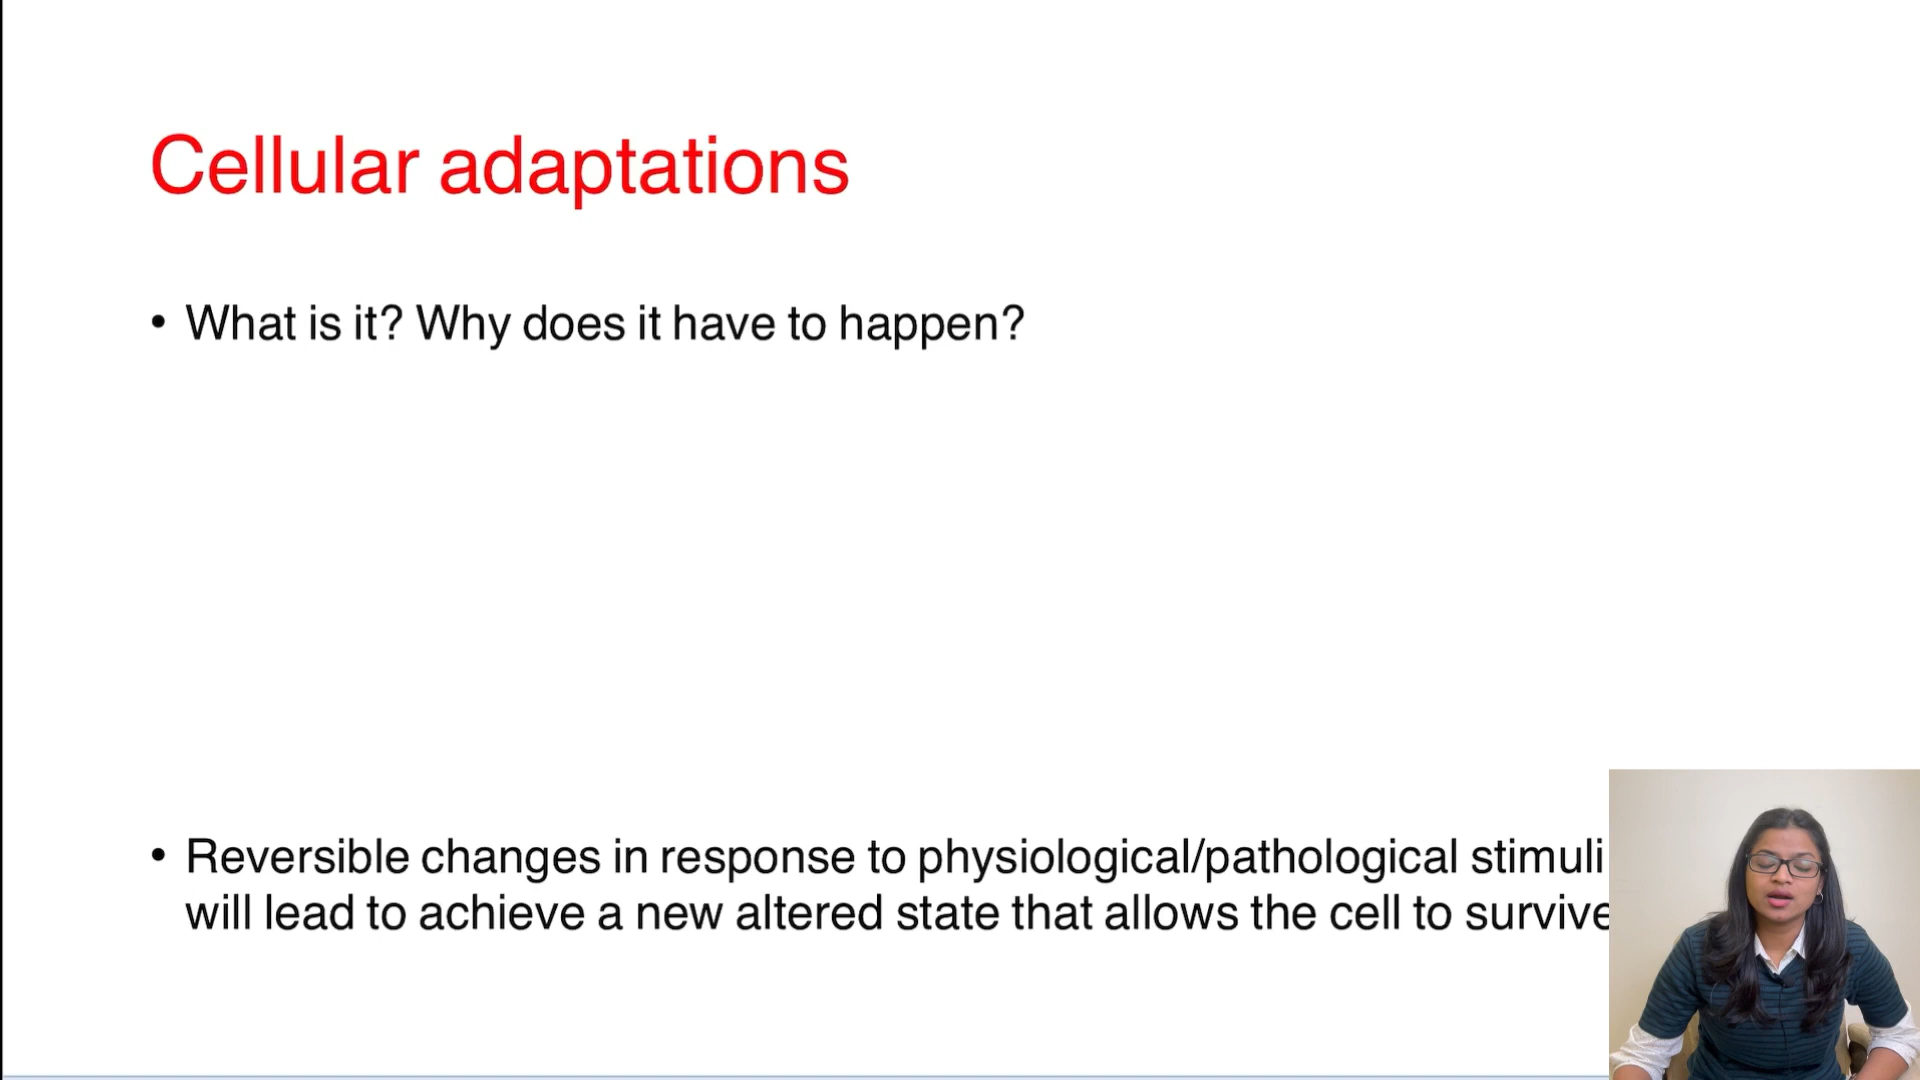 Cellular adaptations
• What is it? Why does it have to happen?
• Reversible changes in response to physiological/pathological stimuli
will lead to achieve a new altered state that allows the cell to survive